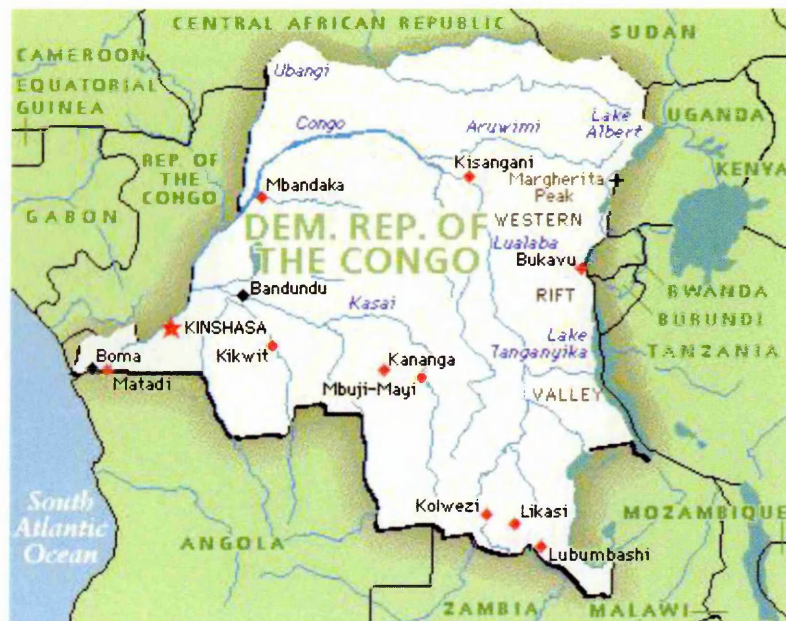 CENTRAL AFRICAN REPUBLIC
SUDAN
CAMEROON
EQUATORIAL
GUINEA
Ubangi
Lake
Albert
UGANDA
Congo
Aruwimi
REP. OF
THE
CONGO
Kisangani
KENYA
Mbandaka
Margherita
Peak
GABON
DEM. REP. OF
THE CONGO
WESTERN
Lualaba
Bukavu
Bandundu
RIFT
RWANDA
Kasai
BURUNDI
KINSHASA
Lake
Tanganyika
TANZANIA
Boma
Kikwit
Kananga
Matadi
Mbuji-Mayi
VALLEY
South
Atlantic
Ocean
Kolwezi
Likasi
MOZAMBIQUE
ANGOLA
Lubumbashi
ZAMBIA
MALAWI